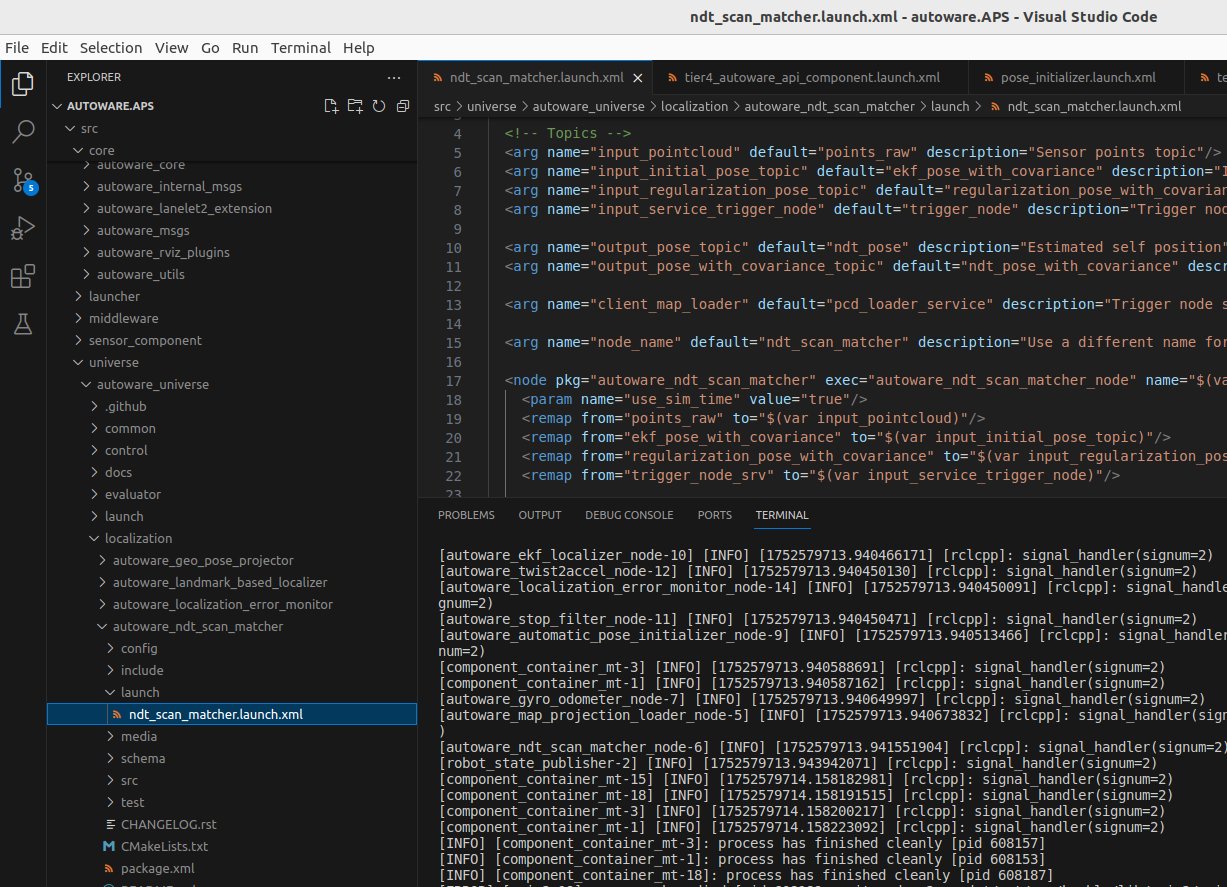 ndt_scan_matcher.launch.xml - autoware.APS - Visual Studio Code
File Edit Selection View Go Run Terminal Help
EXPLORER
AUTOWARE.APS
src
core
autoware_core
autoware_internal_msgs
autoware_lanelet2_extension
autoware_msgs
autoware_rviz_plugins
autoware_utils
launcher
middleware
sensor_component
universe
autoware_universe
.github
common
control
docs
evaluator
launch
localization
autoware_geo_pose_projector
autoware_landmark_based_localizer
autoware_localization_error_monitor
autoware_ndt_scan_matcher
config
include
launch
ndt_scan_matcher.launch.xml
media
schema
src
test
CHANGELOG.rst
CMakeLists.txt
package.xml
5
ndt_scan_matcher.launch.xml tier4_autoware_api_component.launch.xml pose_initializer.launch.xml te
src > universe > autoware_universe > localization > autoware_ndt_scan_matcher > launch > ndt_scan_matcher.launch.xml
4 <!-- Topics -->
5 <arg name="input_pointcloud" default="points_raw" description="Sensor points topic"/>
6 <arg name="input_initial_pose_topic" default="ekf_pose_with_covariance" description="I
7 <arg name="input_regularization_pose_topic" default="regularization_pose_with_covarian
8 <arg name="input_service_trigger_node" default="trigger_node" description="Trigger nod
9
10 <arg name="output_pose_topic" default="ndt_pose" description="Estimated self position"
11 <arg name="output_pose_with_covariance_topic" default="ndt_pose_with_covariance" descr
12
13 <arg name="client_map_loader" default="pcd_loader_service" description="Trigger node s
14
15 <arg name="node_name" default="ndt_scan_matcher" description="Use a different name for
16
17 <node pkg="autoware_ndt_scan_matcher" exec="autoware_ndt_scan_matcher_node" name="$(va
18 <param name="use_sim_time" value="true"/>
19 <remap from="points_raw" to="$(var input_pointcloud)"/>
20 <remap from="ekf_pose_with_covariance" to="$(var input_initial_pose_topic)"/>
21 <remap from="regularization_pose_with_covariance" to="$(var input_regularization_pos
22 <remap from="trigger_node_srv" to="$(var input_service_trigger_node)"/>
23
PROBLEMS OUTPUT DEBUG CONSOLE PORTS TERMINAL
[autoware_ekf_localizer_node-10] [INFO] [1752579713.940466171] [rclcpp]: signal_handler(signum=2)
[autoware_twist2accel_node-12] [INFO] [1752579713.940450130] [rclcpp]: signal_handler(signum=2)
[autoware_localization_error_monitor_node-14] [INFO] [1752579713.940450091] [rclcpp]: signal_handle
gnum=2)
[autoware_stop_filter_node-11] [INFO] [1752579713.940450471] [rclcpp]: signal_handler(signum=2)
[autoware_automatic_pose_initializer_node-9] [INFO] [1752579713.940513466] [rclcpp]: signal_handler
num=2)
[component_container_mt-3] [INFO] [1752579713.940588691] [rclcpp]: signal_handler(signum=2)
[component_container_mt-1] [INFO] [1752579713.940587162] [rclcpp]: signal_handler(signum=2)
[autoware_gyro_odometer_node-7] [INFO] [1752579713.940649997] [rclcpp]: signal_handler(signum=2)
[autoware_map_projection_loader_node-5] [INFO] [1752579713.940673832] [rclcpp]: signal_handler(sign
)
[autoware_ndt_scan_matcher_node-6] [INFO] [1752579713.941551904] [rclcpp]: signal_handler(signum=2)
[robot_state_publisher-2] [INFO] [1752579713.943942071] [rclcpp]: signal_handler(signum=2)
[component_container_mt-15] [INFO] [1752579714.158182981] [rclcpp]: signal_handler(signum=2)
[component_container_mt-18] [INFO] [1752579714.158191515] [rclcpp]: signal_handler(signum=2)
[component_container_mt-3] [INFO] [1752579714.158200217] [rclcpp]: signal_handler(signum=2)
[component_container_mt-1] [INFO] [1752579714.158223092] [rclcpp]: signal_handler(signum=2)
[INFO] [component_container_mt-3]: process has finished cleanly [pid 608157]
[INFO] [component_container_mt-1]: process has finished cleanly [pid 608153]
[INFO] [component_container_mt-18]: process has finished cleanly [pid 608187]